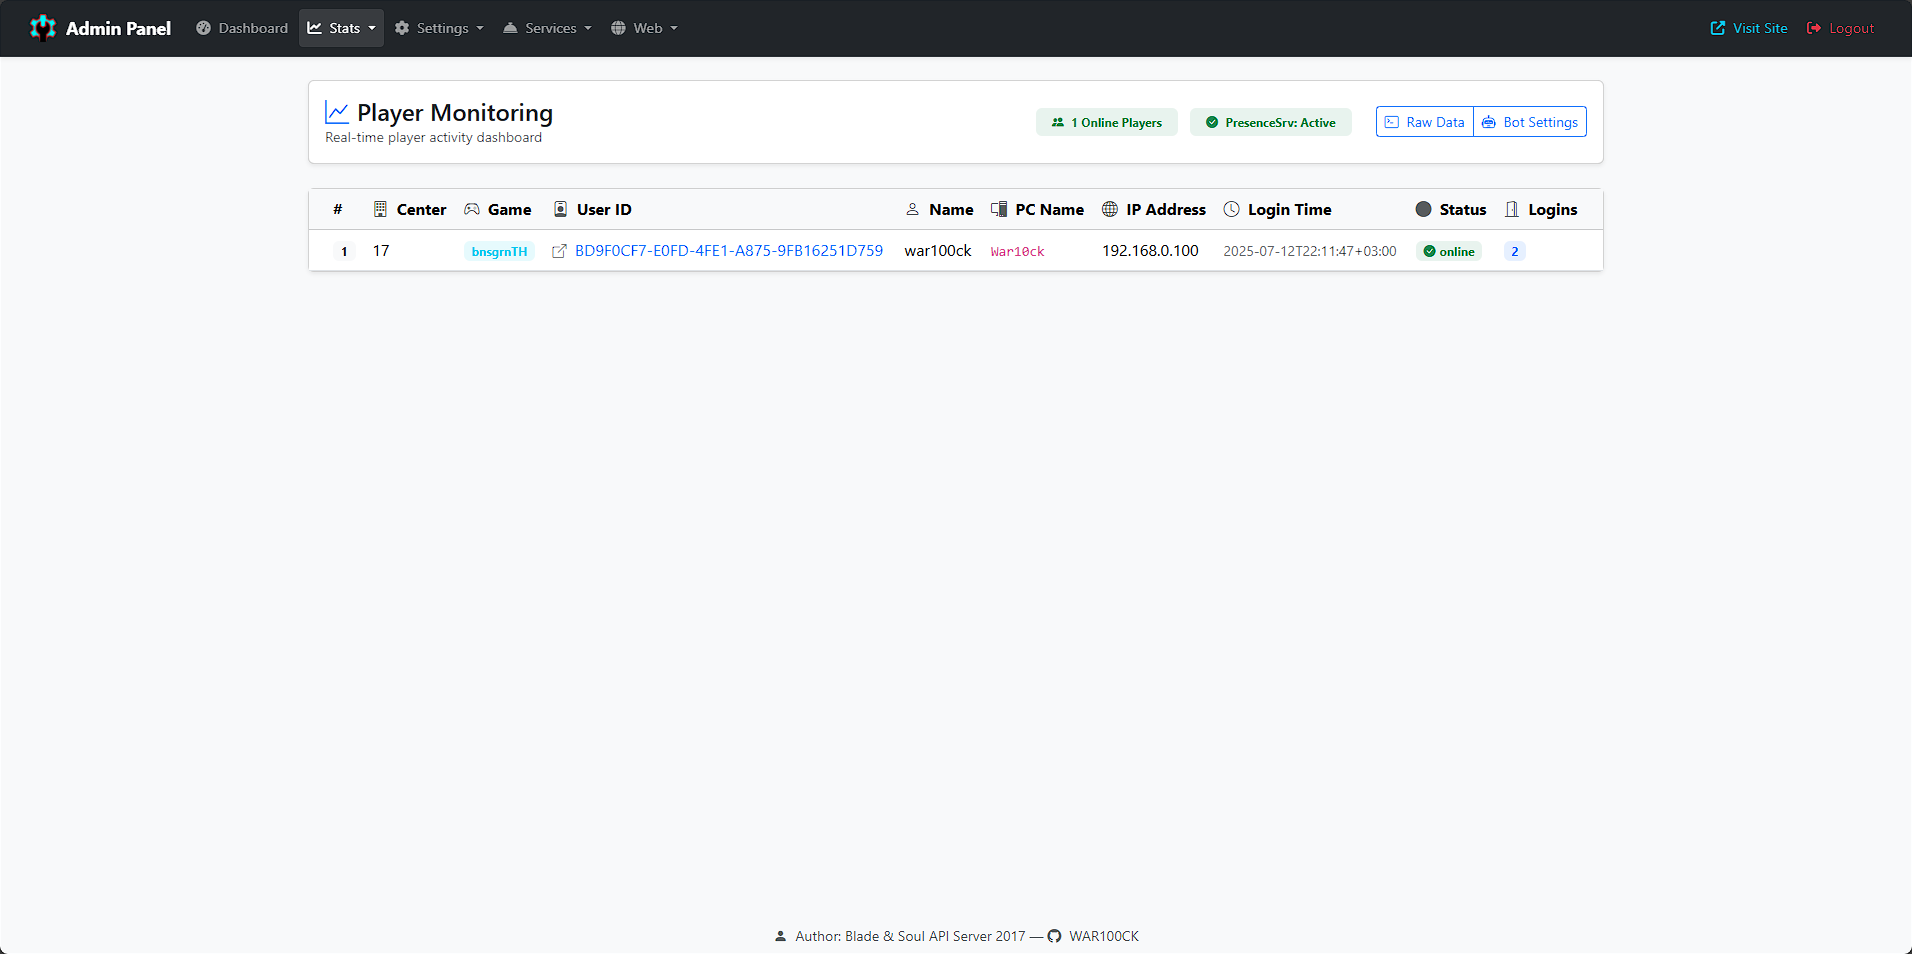 Admin Panel Dashboard Stats Settings Services Web Visit Site Logout
Player Monitoring
Real-time player activity dashboard
1 Online Players PresenceSrv: Active Raw Data Bot Settings
# Center Game User ID Name PC Name IP Address Login Time Status Logins
1 17 bnsgrnTH BD9F0CF7-E0FD-4FE1-A875-9FB16251D759 war100ck War10ck 192.168.0.100 2025-07-12T22:11:47+03:00 online 2
Author: Blade & Soul API Server 2017 — WAR100CK